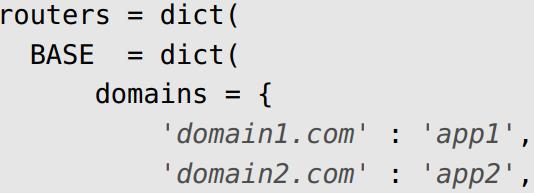 routers = dict(
  BASE  = dict(
      domains = {
          'domain1.com' : 'app1',
          'domain2.com' : 'app2',